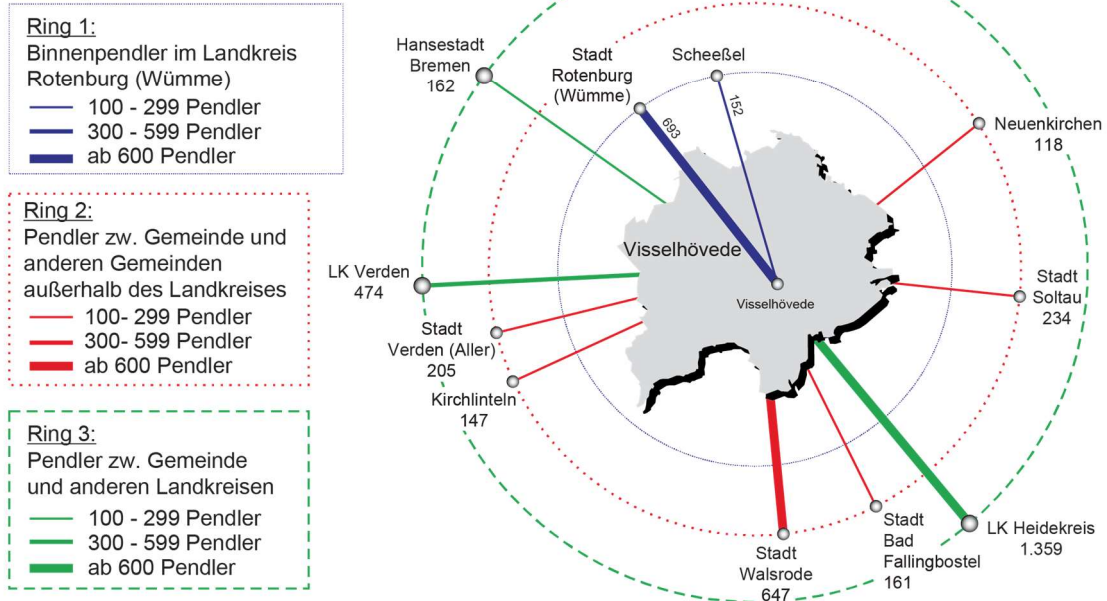 Ring 1:
Binnenpendler im Landkreis
Rotenburg (Wümme)
100 - 299 Pendler
300 - 599 Pendler
ab 600 Pendler
Ring 2:
Pendler zw. Gemeinde und
anderen Gemeinden
außerhalb des Landkreises
100- 299 Pendler
300- 599 Pendler
ab 600 Pendler
Ring 3:
Pendler zw. Gemeinde
und anderen Landkreisen
100 - 299 Pendler
300 - 599 Pendler
ab 600 Pendler
Hansestadt
Bremen
162
Stadt
Rotenburg
(Wümme)
693
Scheeßel
152
Neuenkirchen
118
Visselhövede
Visselhövede
LK Verden
474
Stadt
Verden (Aller)
205
Kirchlinteln
147
Stadt
Soltau
234
Stadt
Walsrode
647
Stadt
Bad
Fallingbostel
161
LK Heidekreis
1.359